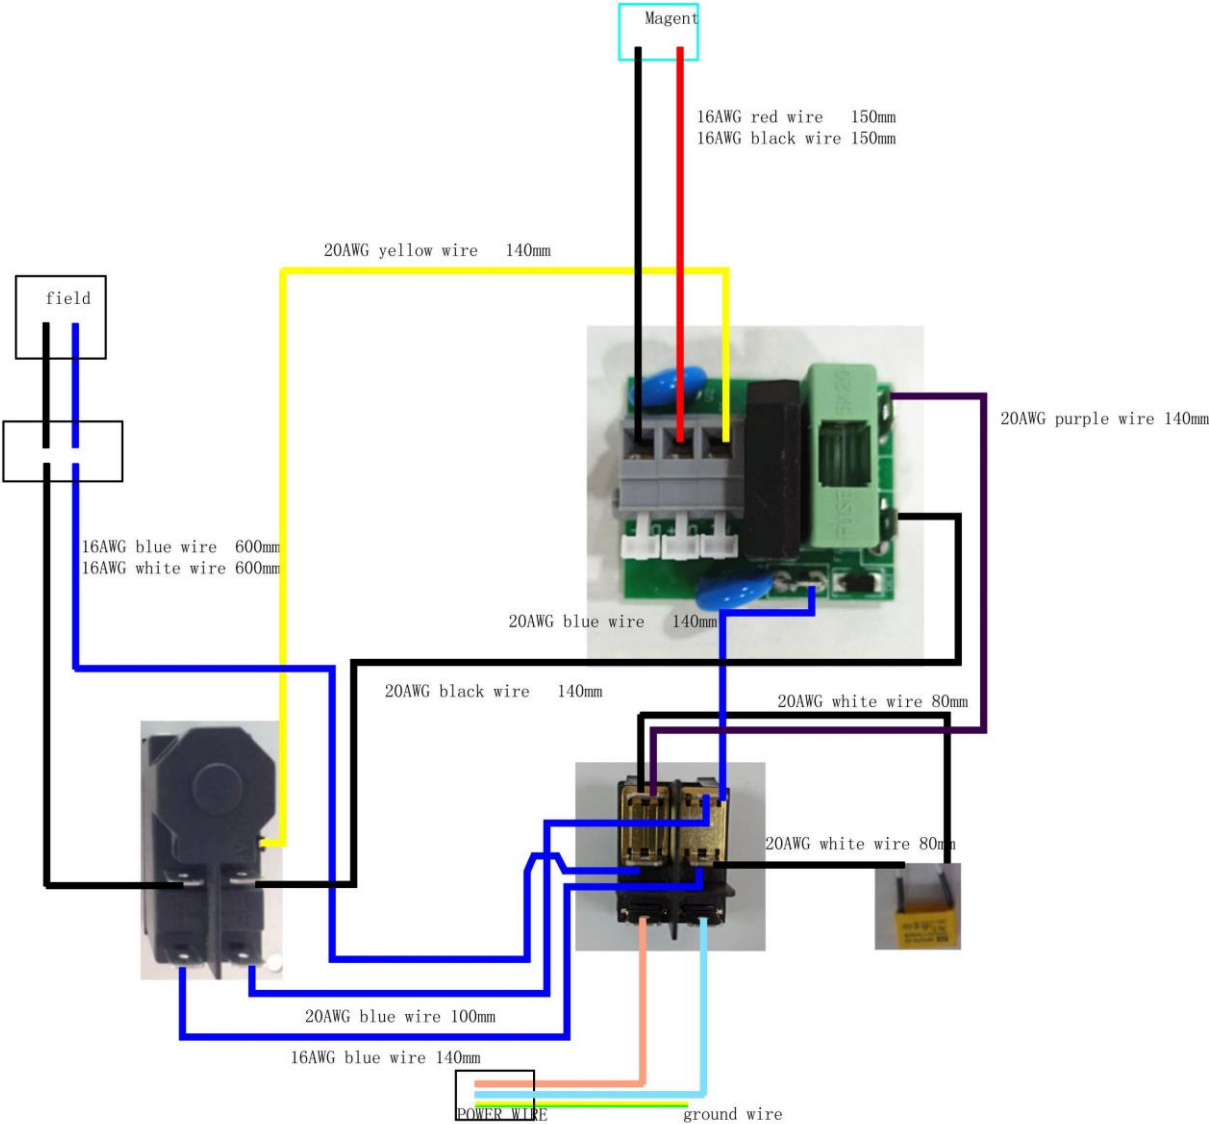 Magent
16AWG red wire 150mm
16AWG black wire 150mm
20AWG yellow wire 140mm
field
20AWG purple wire 140mm
FUSE
16AWG blue wire 600mm
16AWG white wire 600mm
20AWG blue wire 140mm
20AWG black wire 140mm
20AWG white wire 80mm
20AWG white wire 80mm
20AWG blue wire 100mm
16AWG blue wire 140mm
POWER WIRE
ground wire